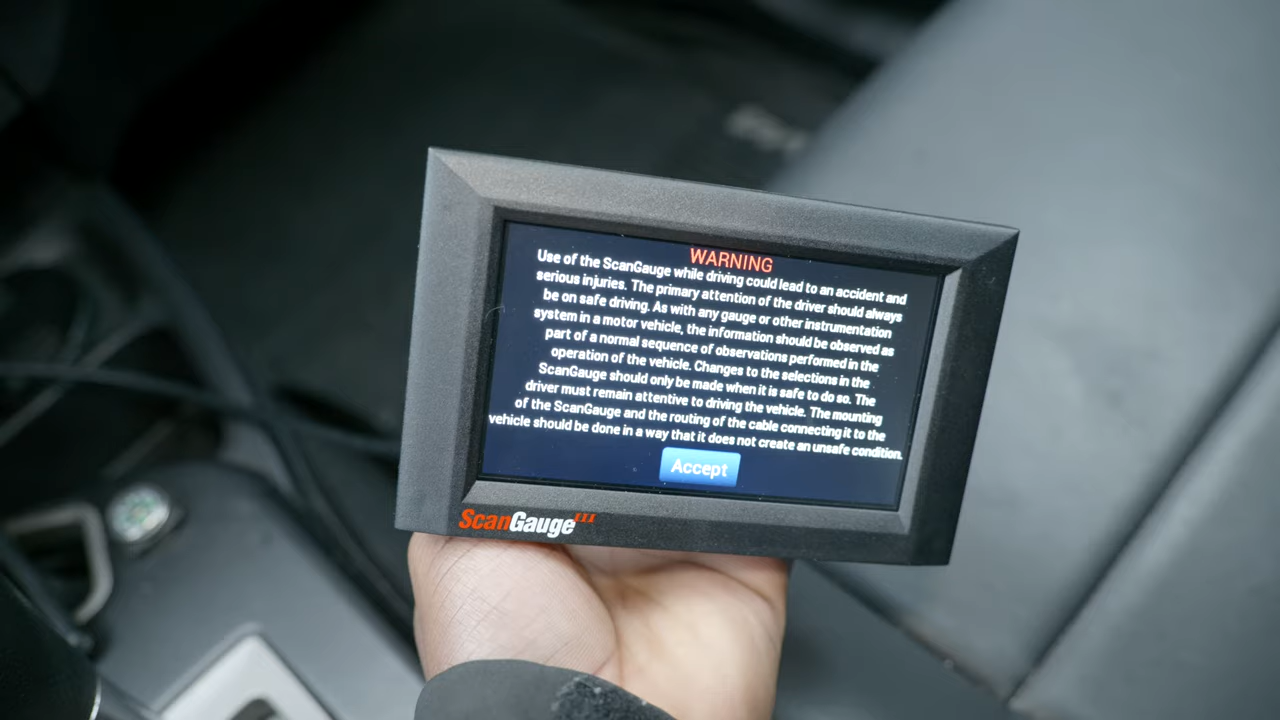 WARNING
Use of the ScanGauge while driving could lead to an accident and
serious injuries. The primary attention of the driver should always
be on safe driving. As with any gauge or other instrumentation
system in a motor vehicle, the information should be observed as
part of a normal sequence of observations performed in the
operation of the vehicle. Changes to the selections in the
ScanGauge should only be made when it is safe to do so. The
driver must remain attentive to driving the vehicle. The mounting
of the ScanGauge and the routing of the cable connecting it to the
vehicle should be done in a way that it does not create an unsafe condition.
Accept
ScanGauge III